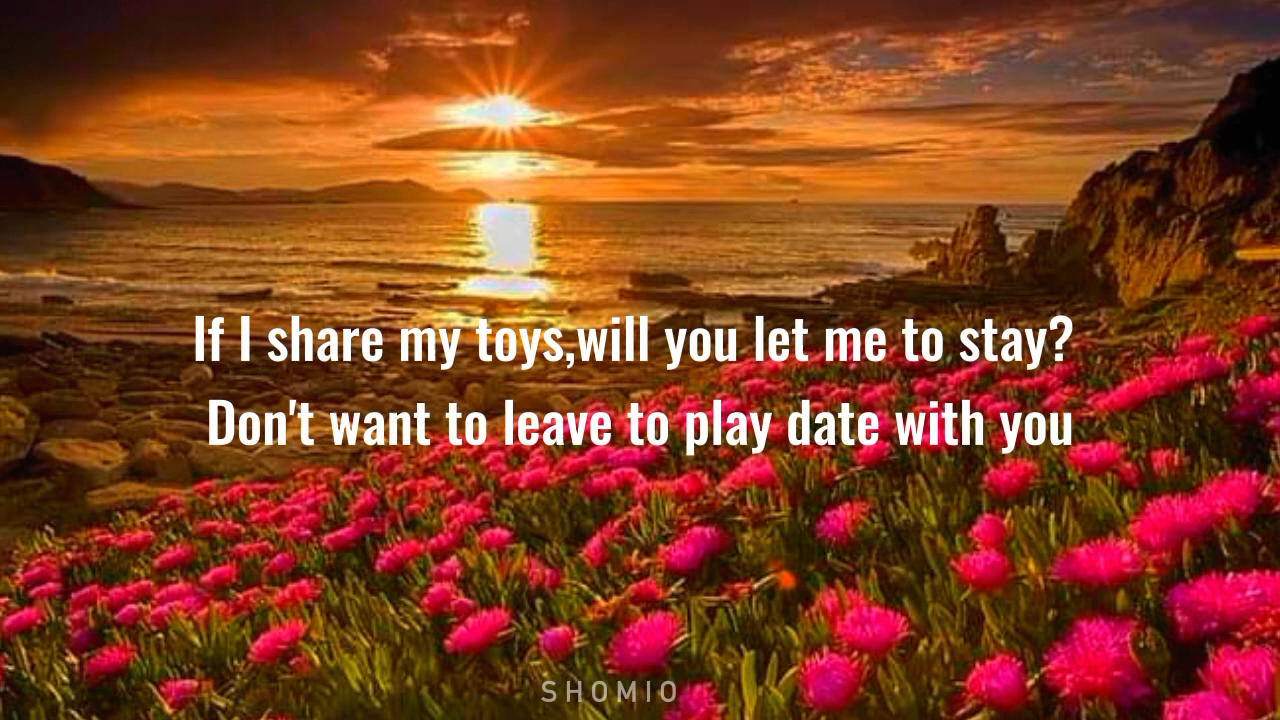 If I share my toys,will you let me to stay?
Don't want to leave to play date with you
SHOMIO